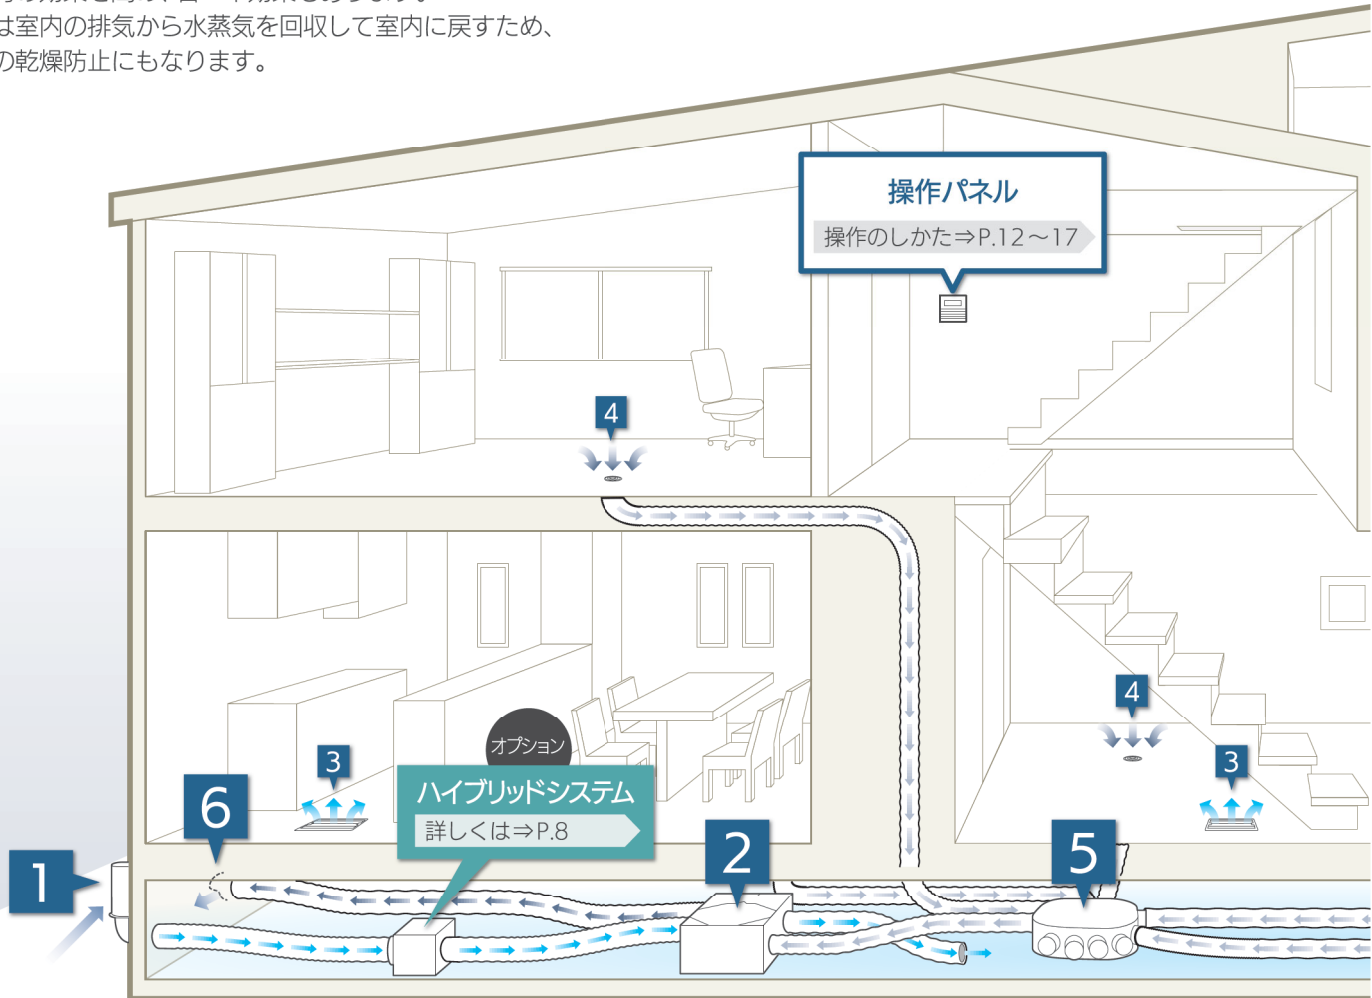 は室内の排気から水蒸気を回収して室内に戻すため、
の乾燥防止にもなります。
操作パネル
操作のしかた⇒P.12～17
4
オプション
ハイブリッドシステム
詳しくは⇒P.8
3
4
3
6
1
2
5